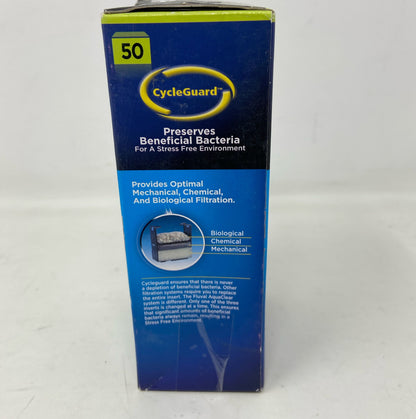 50
CycleGuard™
Preserves
Beneficial Bacteria
For A Stress Free Environment
Provides Optimal
Mechanical, Chemical,
And Biological Filtration.
Biological
Chemical
Mechanical
Cycleguard ensures that there is never
a depletion of beneficial bacteria. Other
filtration systems require you to replace
the entire insert. The Fluval AquaClear
system is different. Only one of the three
inserts is changed at a time. This ensures
that significant amounts of beneficial
bacteria always remain, resulting in a
Stress Free Environment.